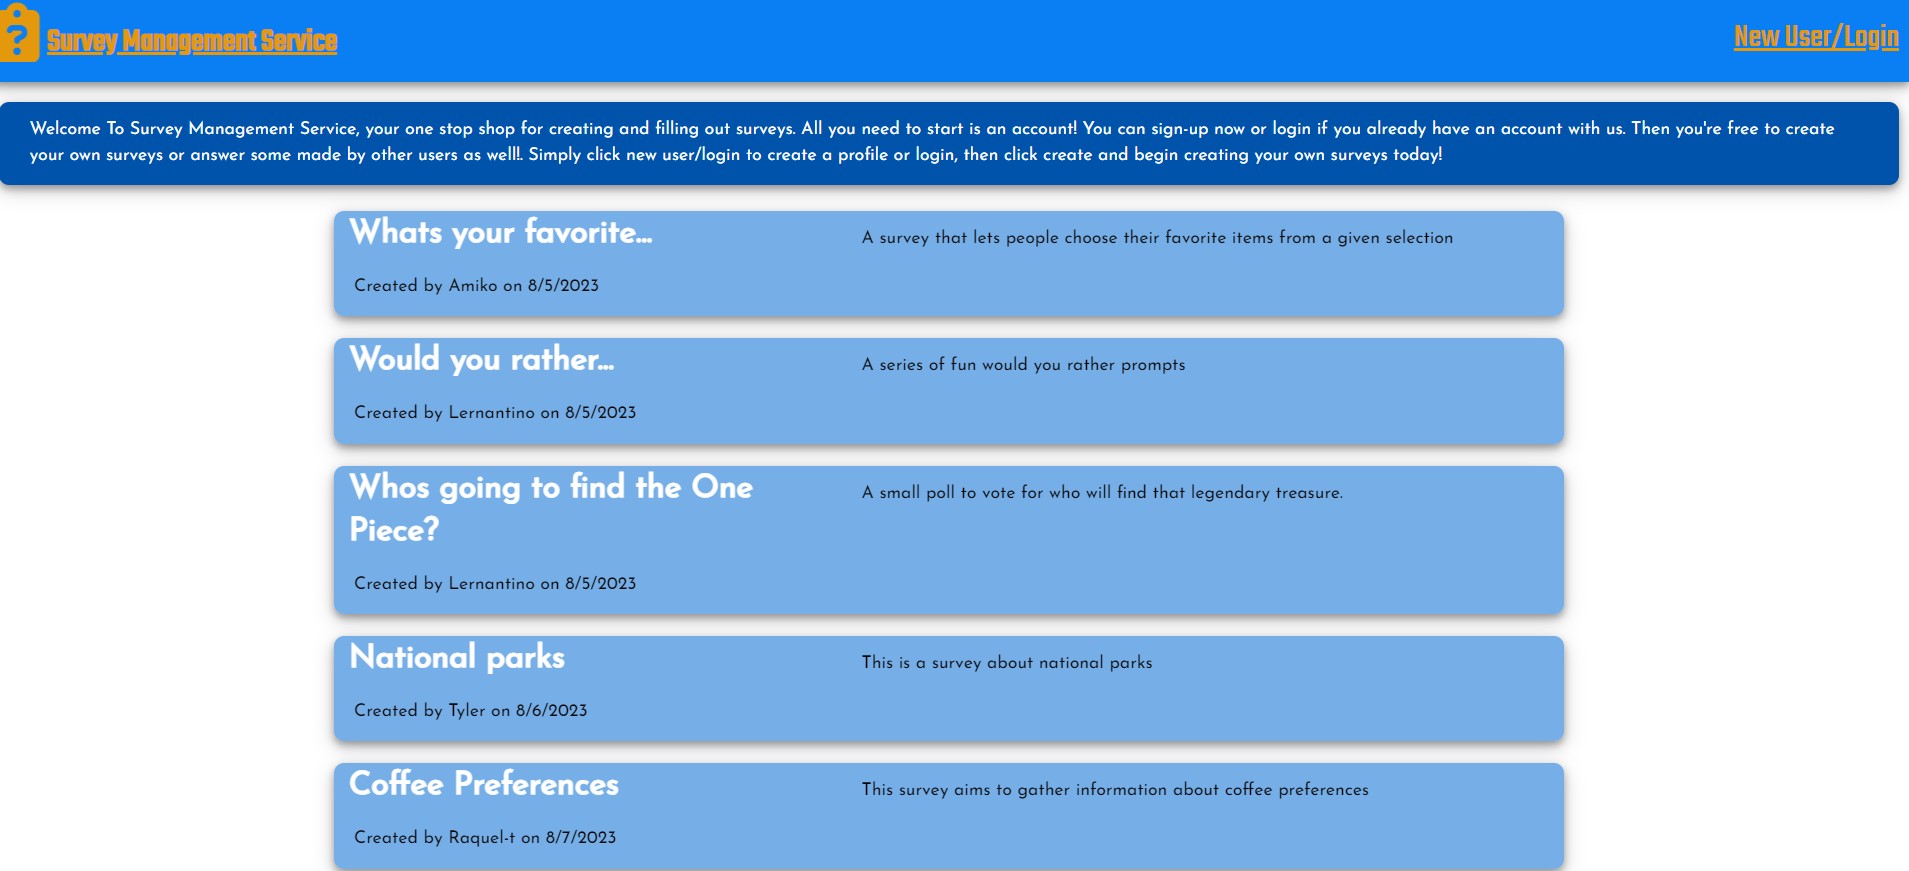 ?
Survey Management Service
New User/Login
Welcome To Survey Management Service, your one stop shop for creating and filling out surveys. All you need to start is an account! You can sign-up now or login if you already have an account with us. Then you're free to create
your own surveys or answer some made by other users as well!. Simply click new user/login to create a profile or login, then click create and begin creating your own surveys today!
Whats your favorite...
A survey that lets people choose their favorite items from a given selection
Created by Amiko on 8/5/2023
Would you rather...
A series of fun would you rather prompts
Created by Lernantino on 8/5/2023
Whos going to find the One
Piece?
A small poll to vote for who will find that legendary treasure.
Created by Lernantino on 8/5/2023
National parks
This is a survey about national parks
Created by Tyler on 8/6/2023
Coffee Preferences
This survey aims to gather information about coffee preferences
Created by Raquel-t on 8/7/2023